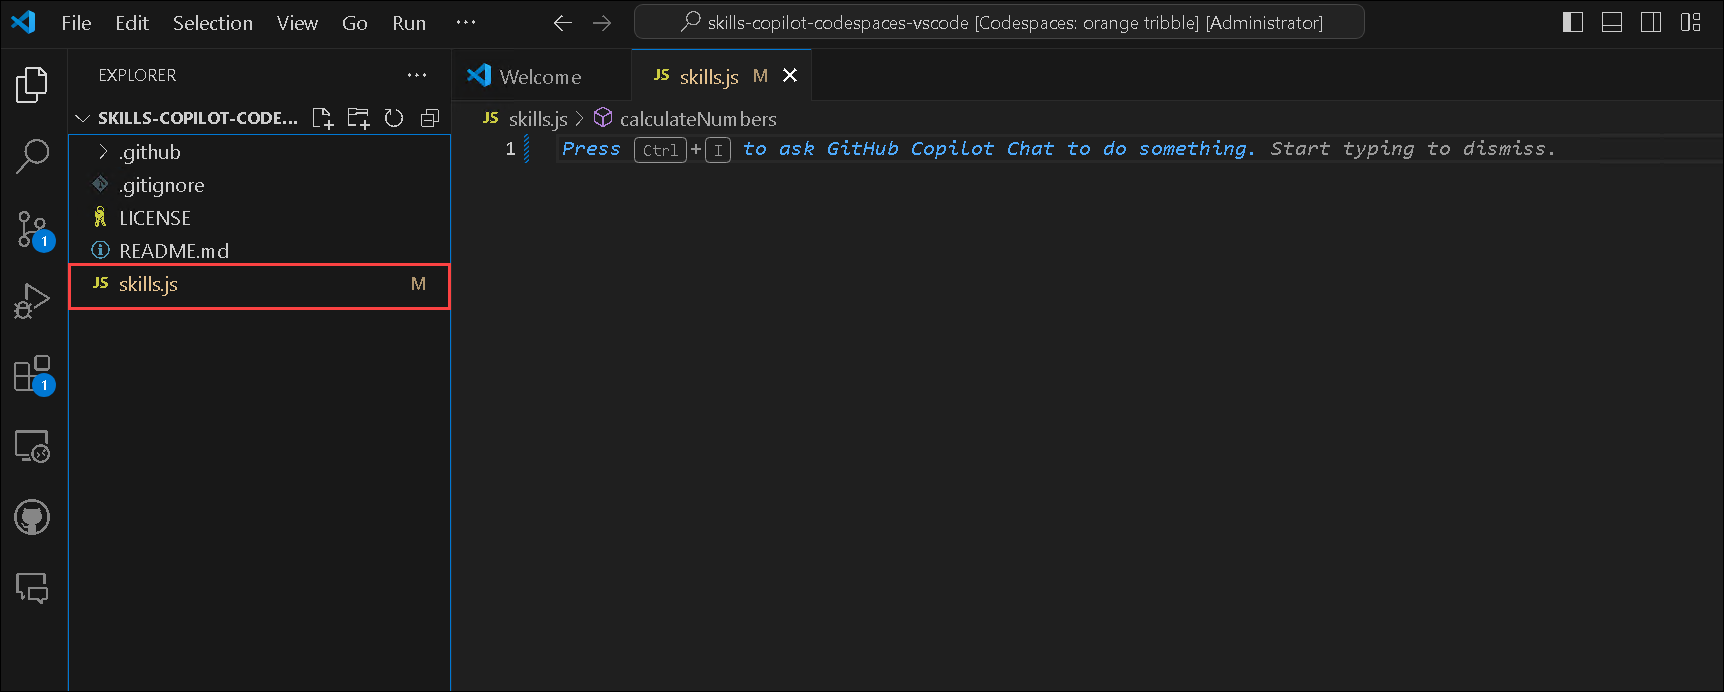 File Edit Selection View Go Run ···
skills-copilot-codespaces-vscode [Codespaces: orange tribble] [Administrator]
EXPLORER ···
SKILLS-COPILOT-CODE...
.github
.gitignore
LICENSE
README.md
JS skills.js M
1
1
Welcome
JS skills.js M
JS skills.js > calculateNumbers
1 Press Ctrl+I to ask GitHub Copilot Chat to do something. Start typing to dismiss.